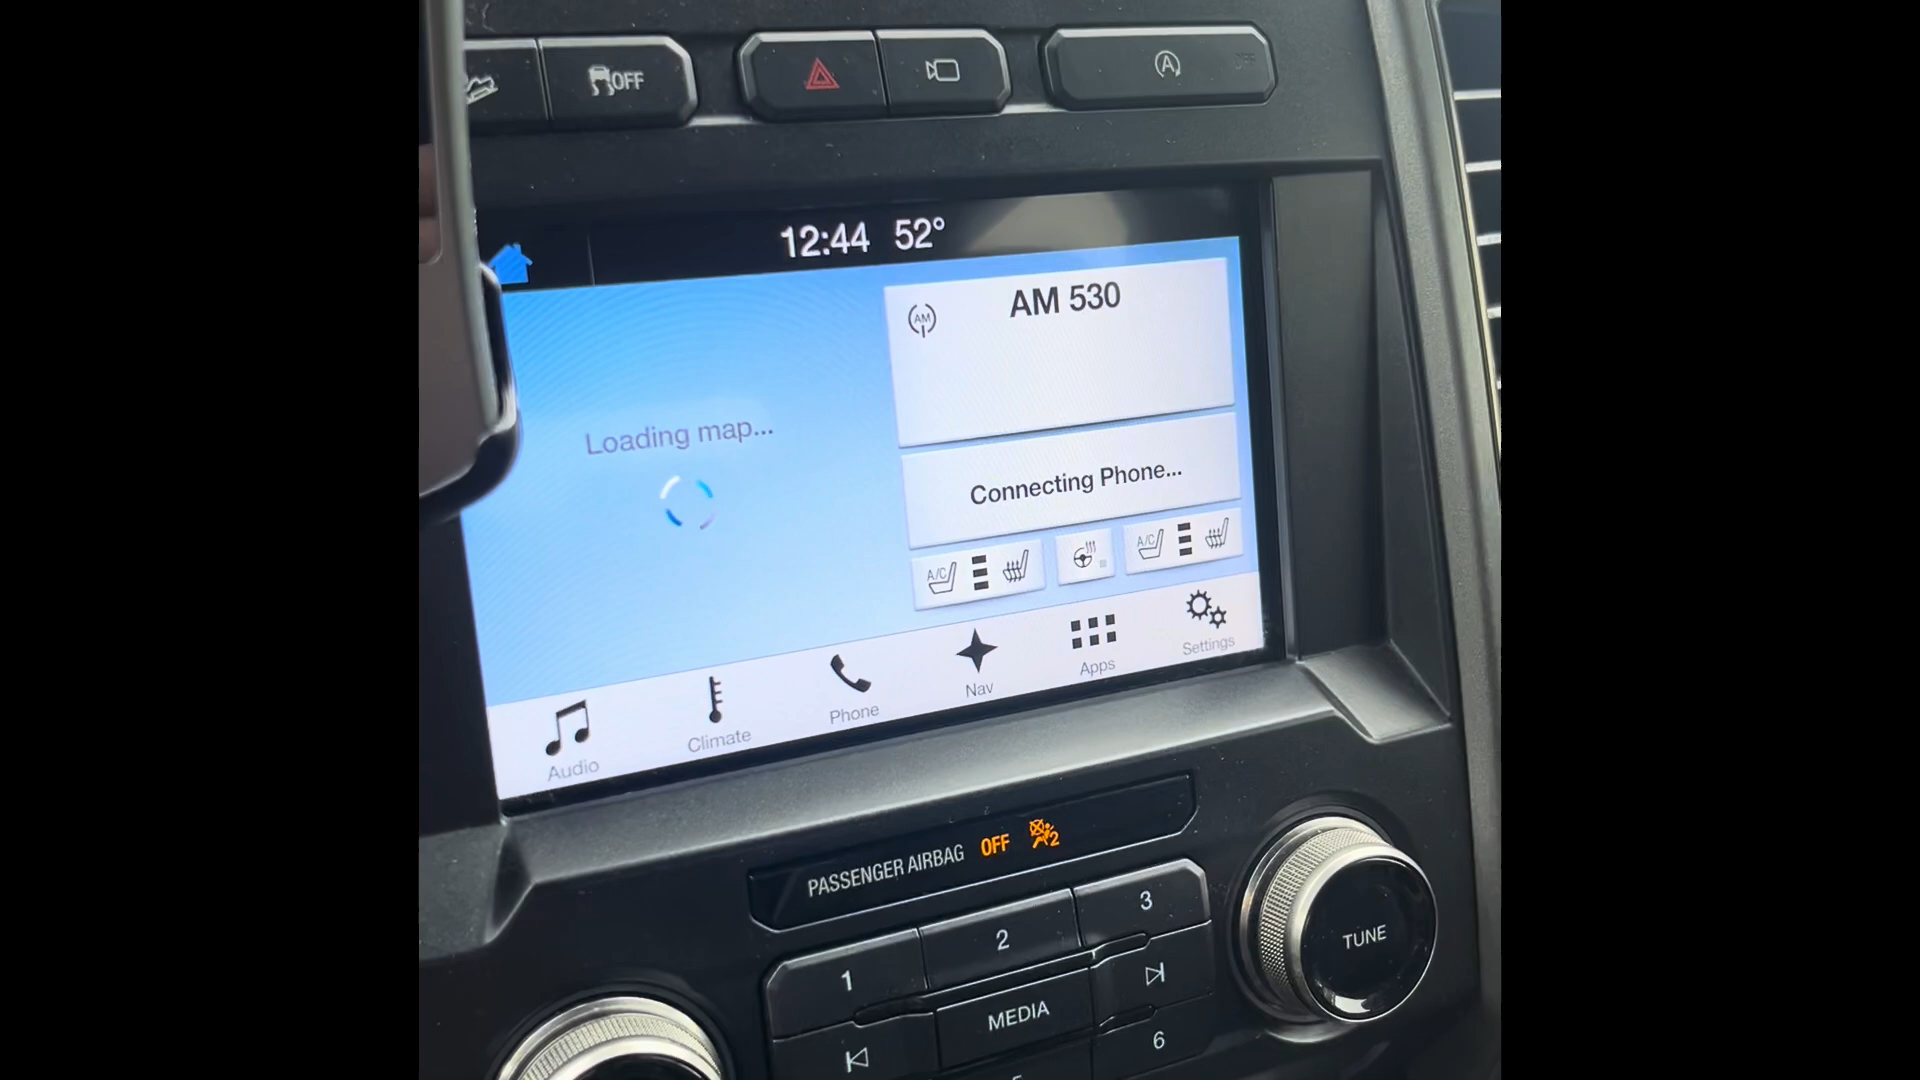 OFF
A OFF
12:44 52°
AM
AM 530
Loading map...
Connecting Phone...
A/C
A/C
Audio
Climate
Phone
Nav
Apps
Settings
PASSENGER AIRBAG OFF 2
1
2
3
MEDIA
6
TUNE